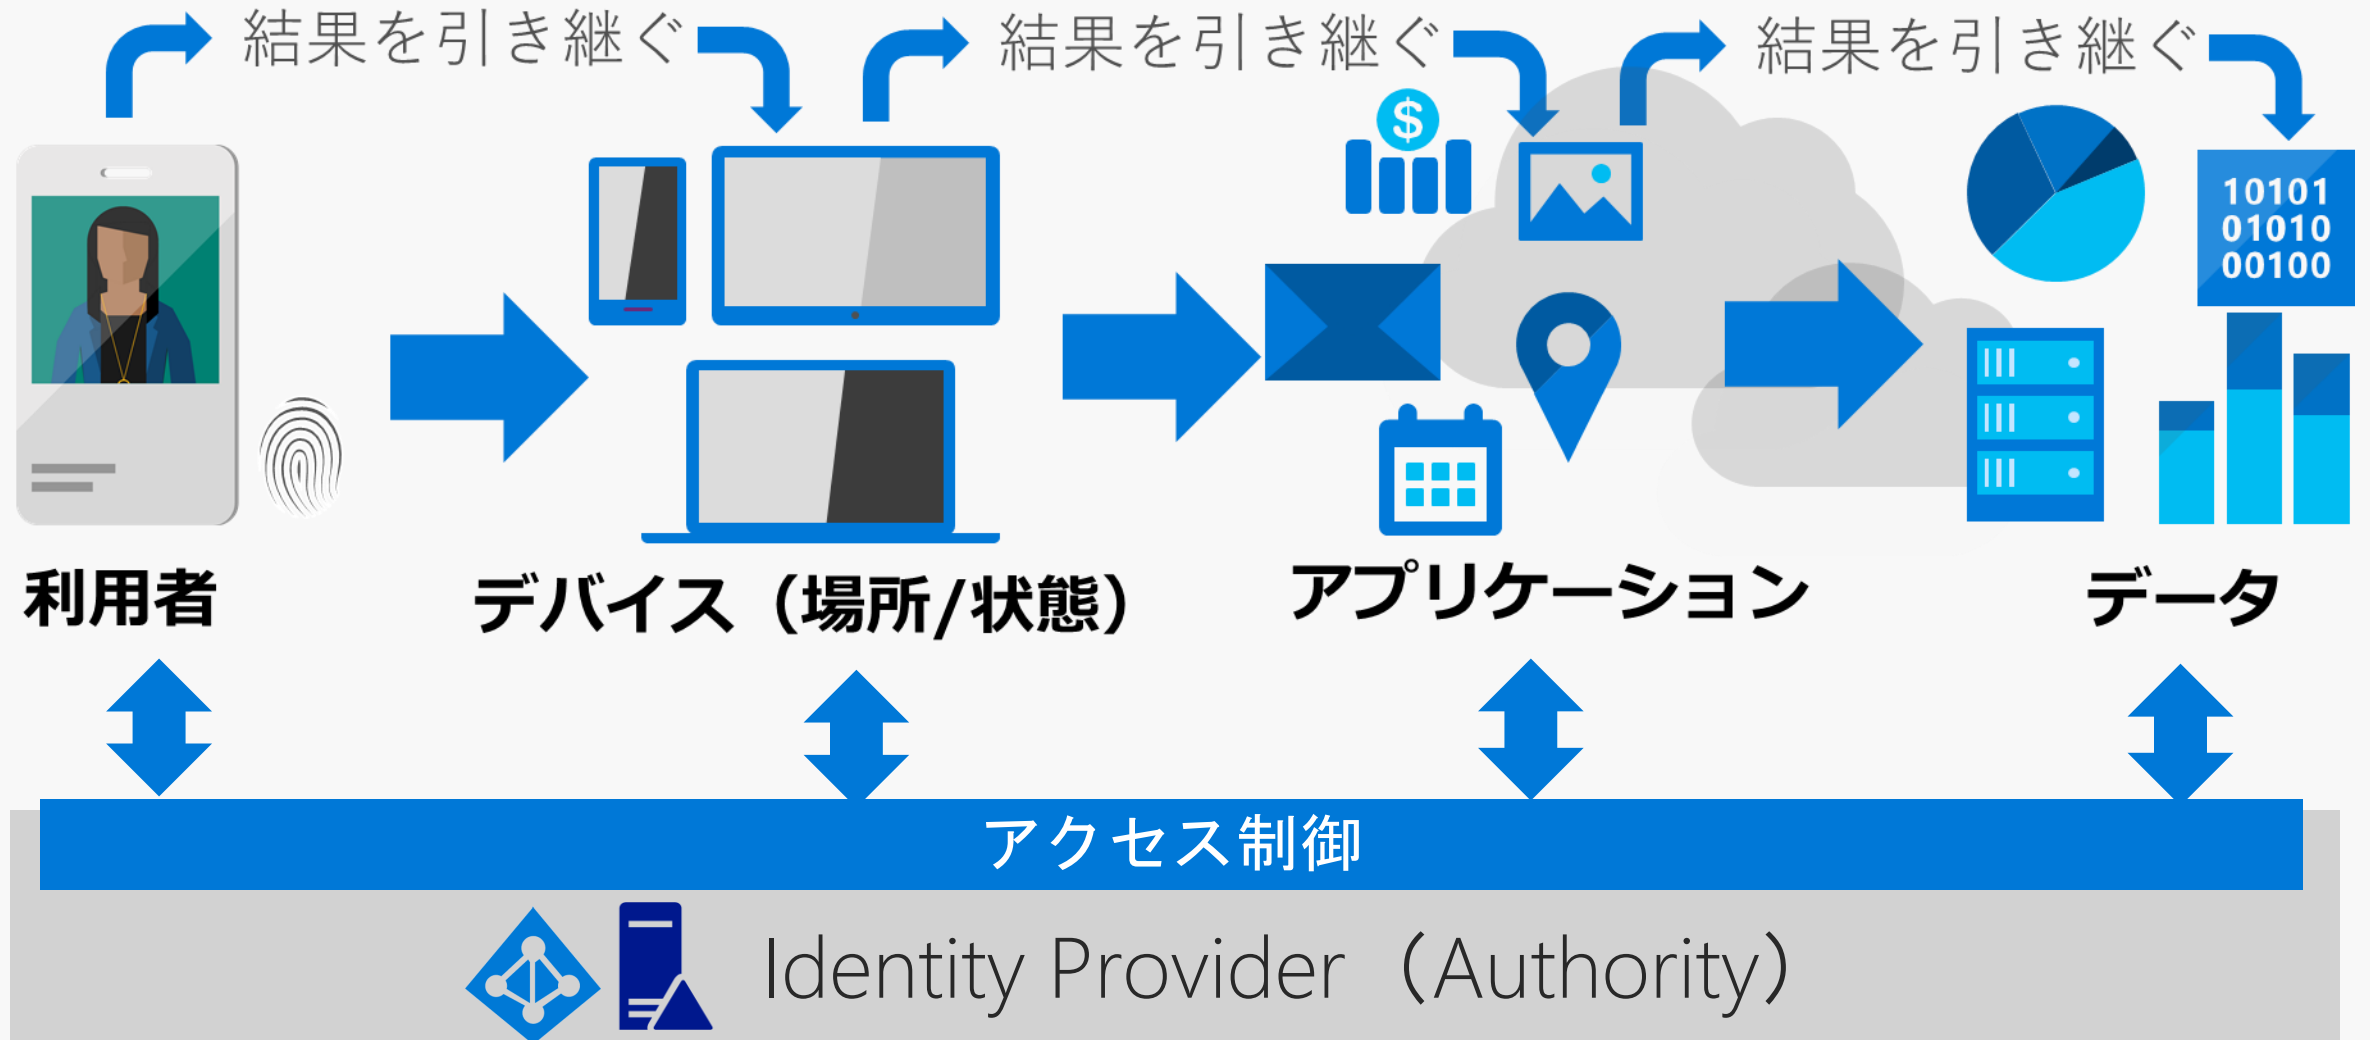 結果を引き継ぐ
結果を引き継ぐ
結果を引き継ぐ
$
10101
01010
00100
利用者
デバイス（場所/状態）
アプリケーション
データ
アクセス制御
Identity Provider（Authority）